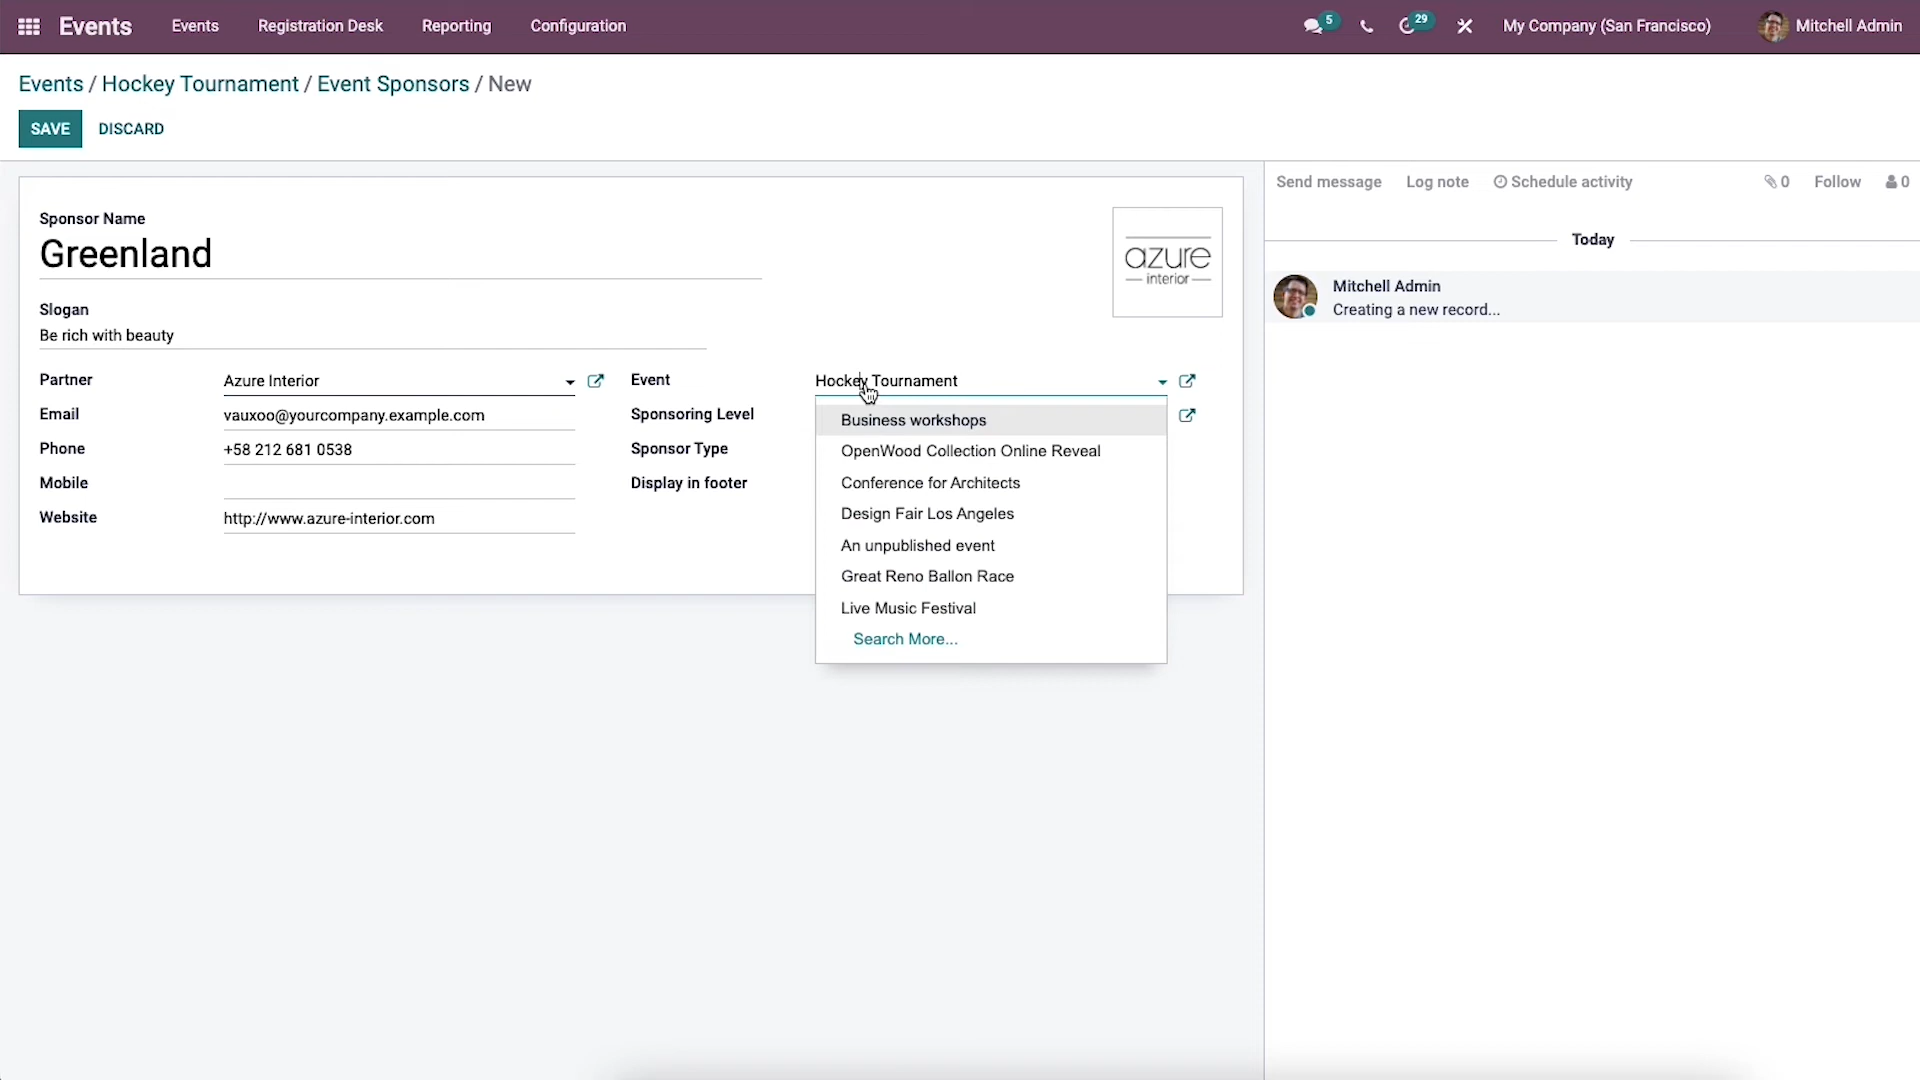 Events Events Registration Desk Reporting Configuration 5 29 My Company (San Francisco) Mitchell Admin
Events / Hockey Tournament / Event Sponsors / New
SAVE DISCARD
Send message Log note Schedule activity 0 Follow 0
Sponsor Name
Greenland
azure
interior
Today
Mitchell Admin
Creating a new record...
Slogan
Be rich with beauty
Partner Azure Interior Event Hockey Tournament
Email vauxoo@yourcompany.example.com Sponsoring Level
Phone +58 212 681 0538 Sponsor Type
Mobile Display in footer
Website http://www.azure-interior.com
Business workshops
OpenWood Collection Online Reveal
Conference for Architects
Design Fair Los Angeles
An unpublished event
Great Reno Ballon Race
Live Music Festival
Search More...